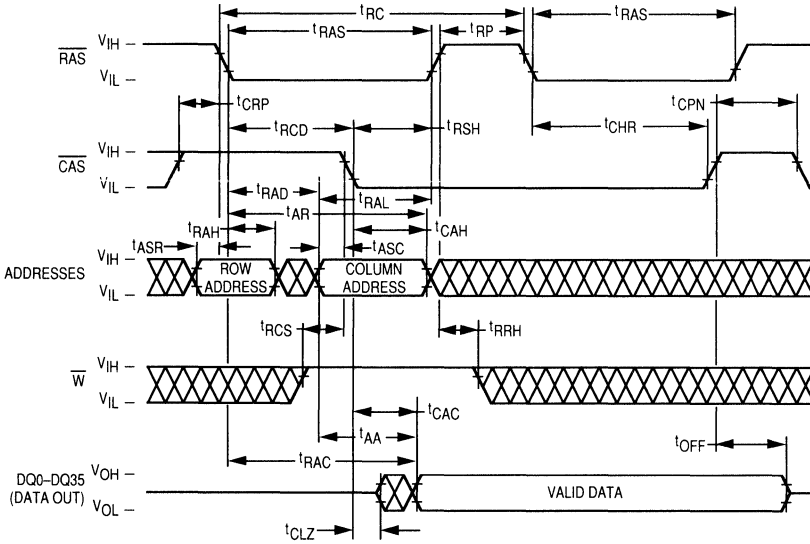 tRC
tRAS
tRP
tRAS
VIH –
RAS
VIL –
tCRP
tCPN
tRCD
tRSH
tCHR
VIH –
CAS
VIL –
tRAD
tRAL
tAR
tRAH
tCAH
tASR
tASC
VIH –
ADDRESSES
ROW ADDRESS
COLUMN ADDRESS
VIL –
tRCS
tRRH
VIH –
W
VIL –
tCAC
tAA
tOFF
tRAC
VOH –
DQ0–DQ35
(DATA OUT)
VALID DATA
VOL –
tCLZ